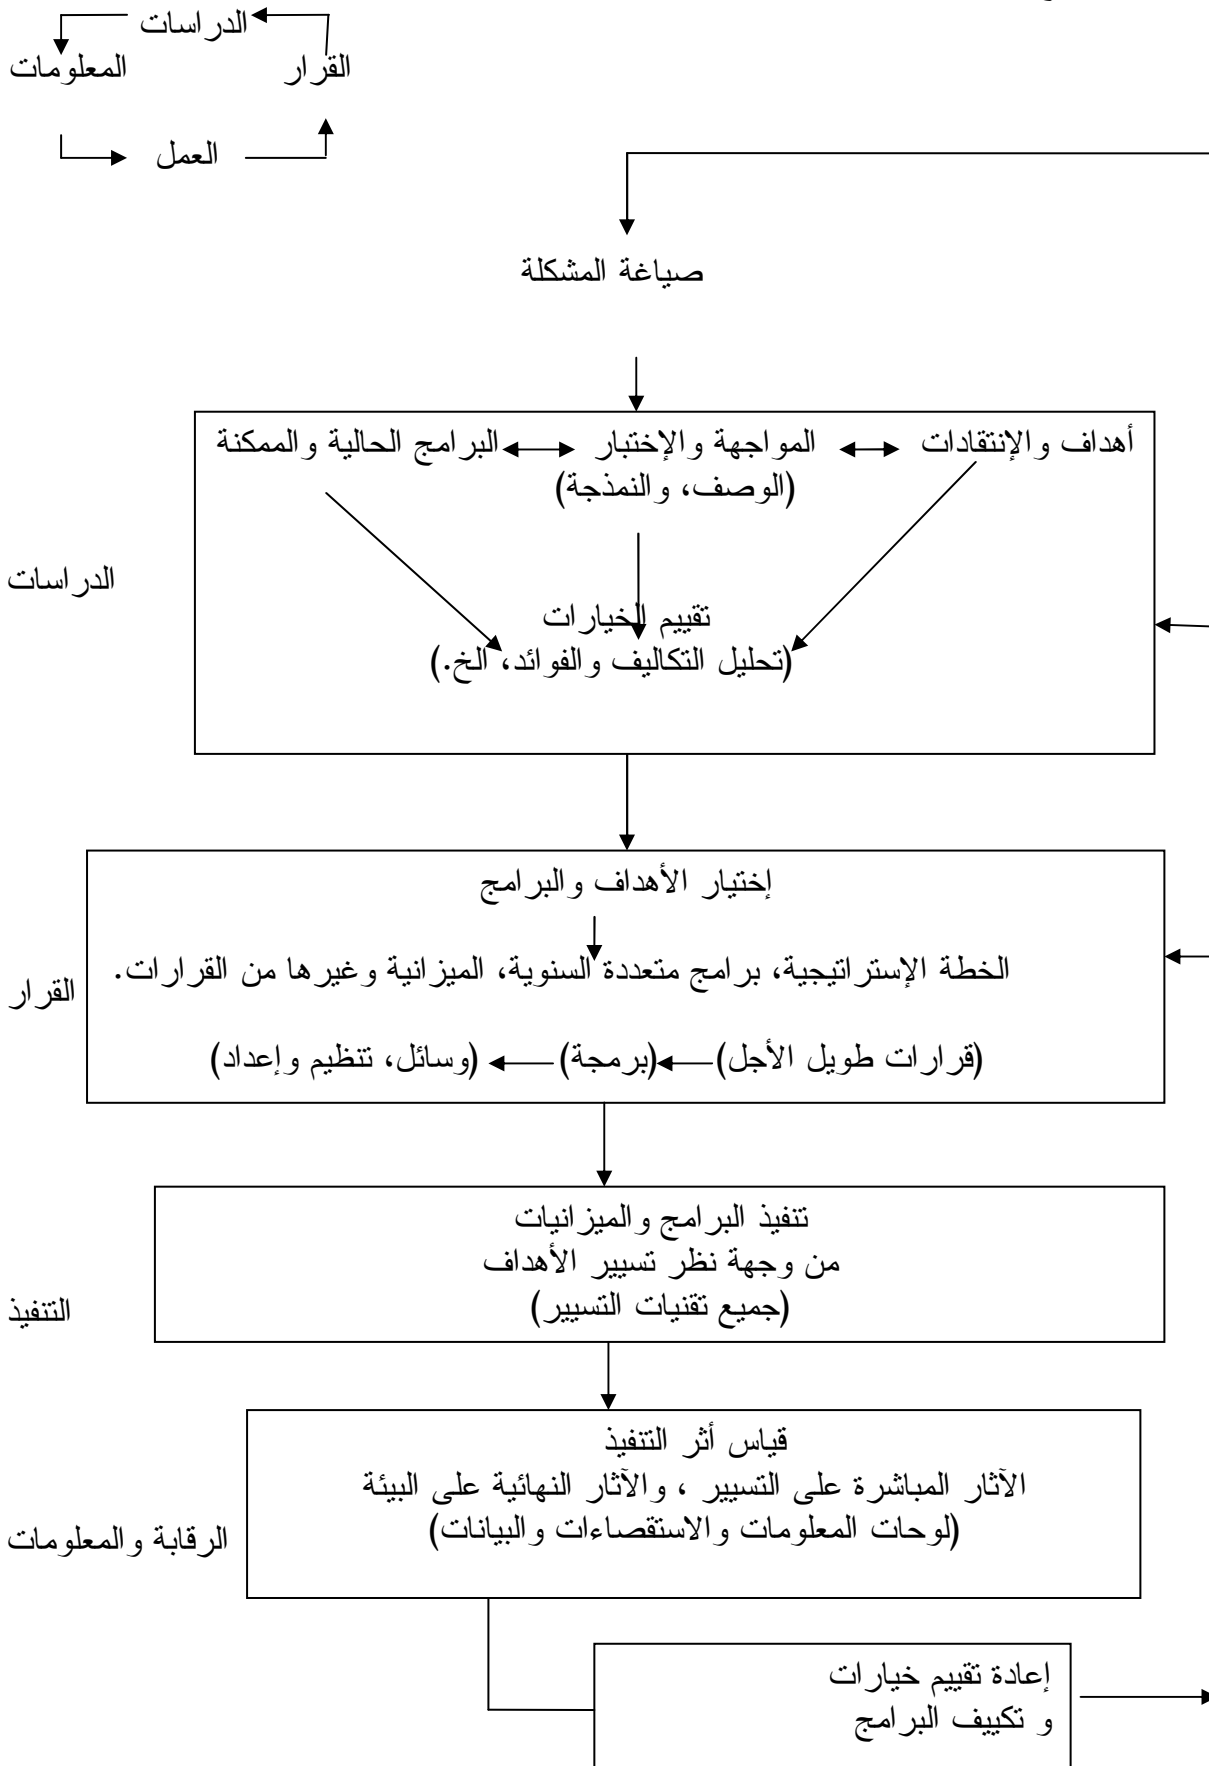 الدراسات
القرار
المعلومات
العمل
صياغة المشكلة
أهداف والإنتقادات
المواجهة والإختبار
البرامج الحالية والممكنة
(الوصف، والنمذجة)
الدراسات
تقييم الخيارات
(تحليل التكاليف والفوائد، الخ.)
إختيار الأهداف والبرامج
الخطة الإستراتيجية، برامج متعددة السنوية، الميزانية وغيرها من القرارات.
القرار
(قرارات طويل الأجل)
(برمجة)
(وسائل، تنظيم وإعداد)
تنفيذ البرامج والميزانيات
من وجهة نظر تسيير الأهداف
(جميع تقنيات التسيير)
التنفيذ
قياس أثر التنفيذ
الآثار المباشرة على التسيير ، والآثار النهائية على البيئة
(لوحات المعلومات والاستقصاءات والبيانات)
الرقابة والمعلومات
إعادة تقييم خيارات
و تكييف البرامج